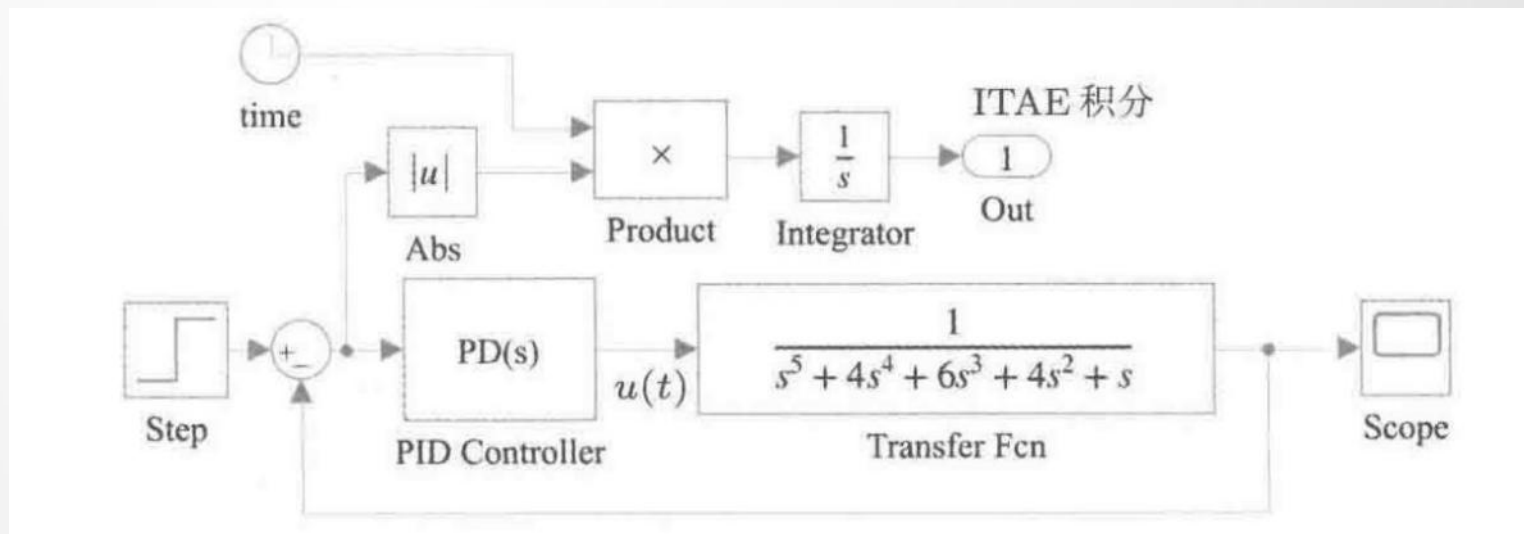 time
|u|
Abs
×
Product
1
s
Integrator
ITAE 积分
1
Out
Step
+
−
PD(s)
PID Controller
u(t)
1
s⁵ + 4s⁴ + 6s³ + 4s² + s
Transfer Fcn
Scope